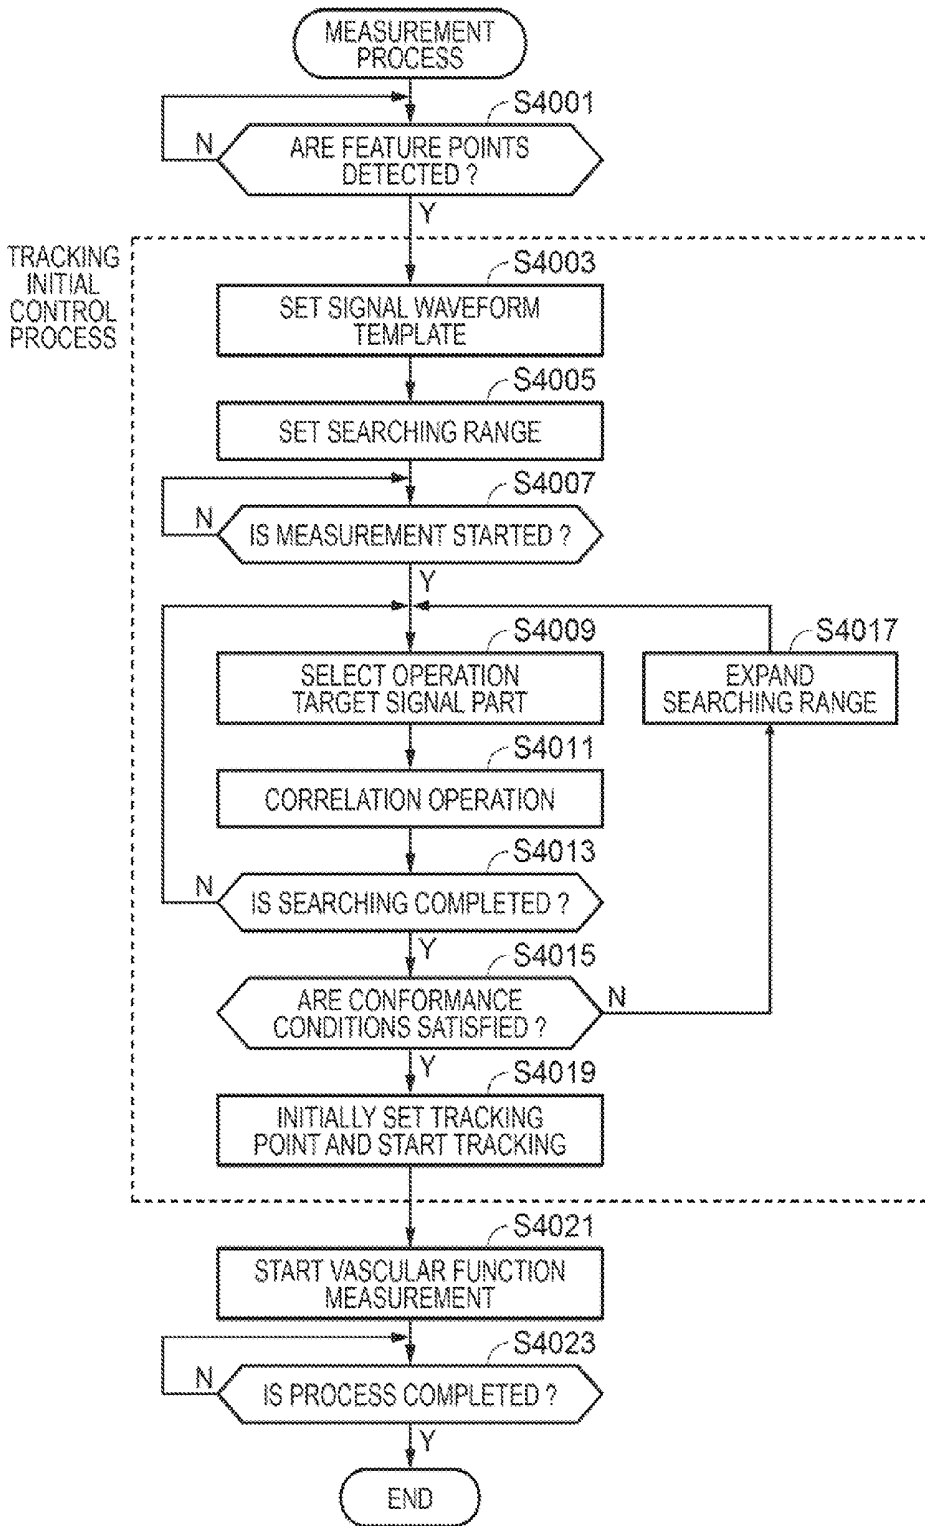 MEASUREMENT
PROCESS
S4001
ARE FEATURE POINTS
DETECTED ?
N
Y
TRACKING
INITIAL
CONTROL
PROCESS
S4003
SET SIGNAL WAVEFORM
TEMPLATE
S4005
SET SEARCHING RANGE
S4007
N
IS MEASUREMENT STARTED ?
Y
S4009
SELECT OPERATION
TARGET SIGNAL PART
S4017
EXPAND
SEARCHING RANGE
S4011
CORRELATION OPERATION
S4013
N
IS SEARCHING COMPLETED ?
Y
S4015
ARE CONFORMANCE
CONDITIONS SATISFIED ?
N
Y
S4019
INITIALLY SET TRACKING
POINT AND START TRACKING
S4021
START VASCULAR FUNCTION
MEASUREMENT
S4023
N
IS PROCESS COMPLETED ?
Y
END